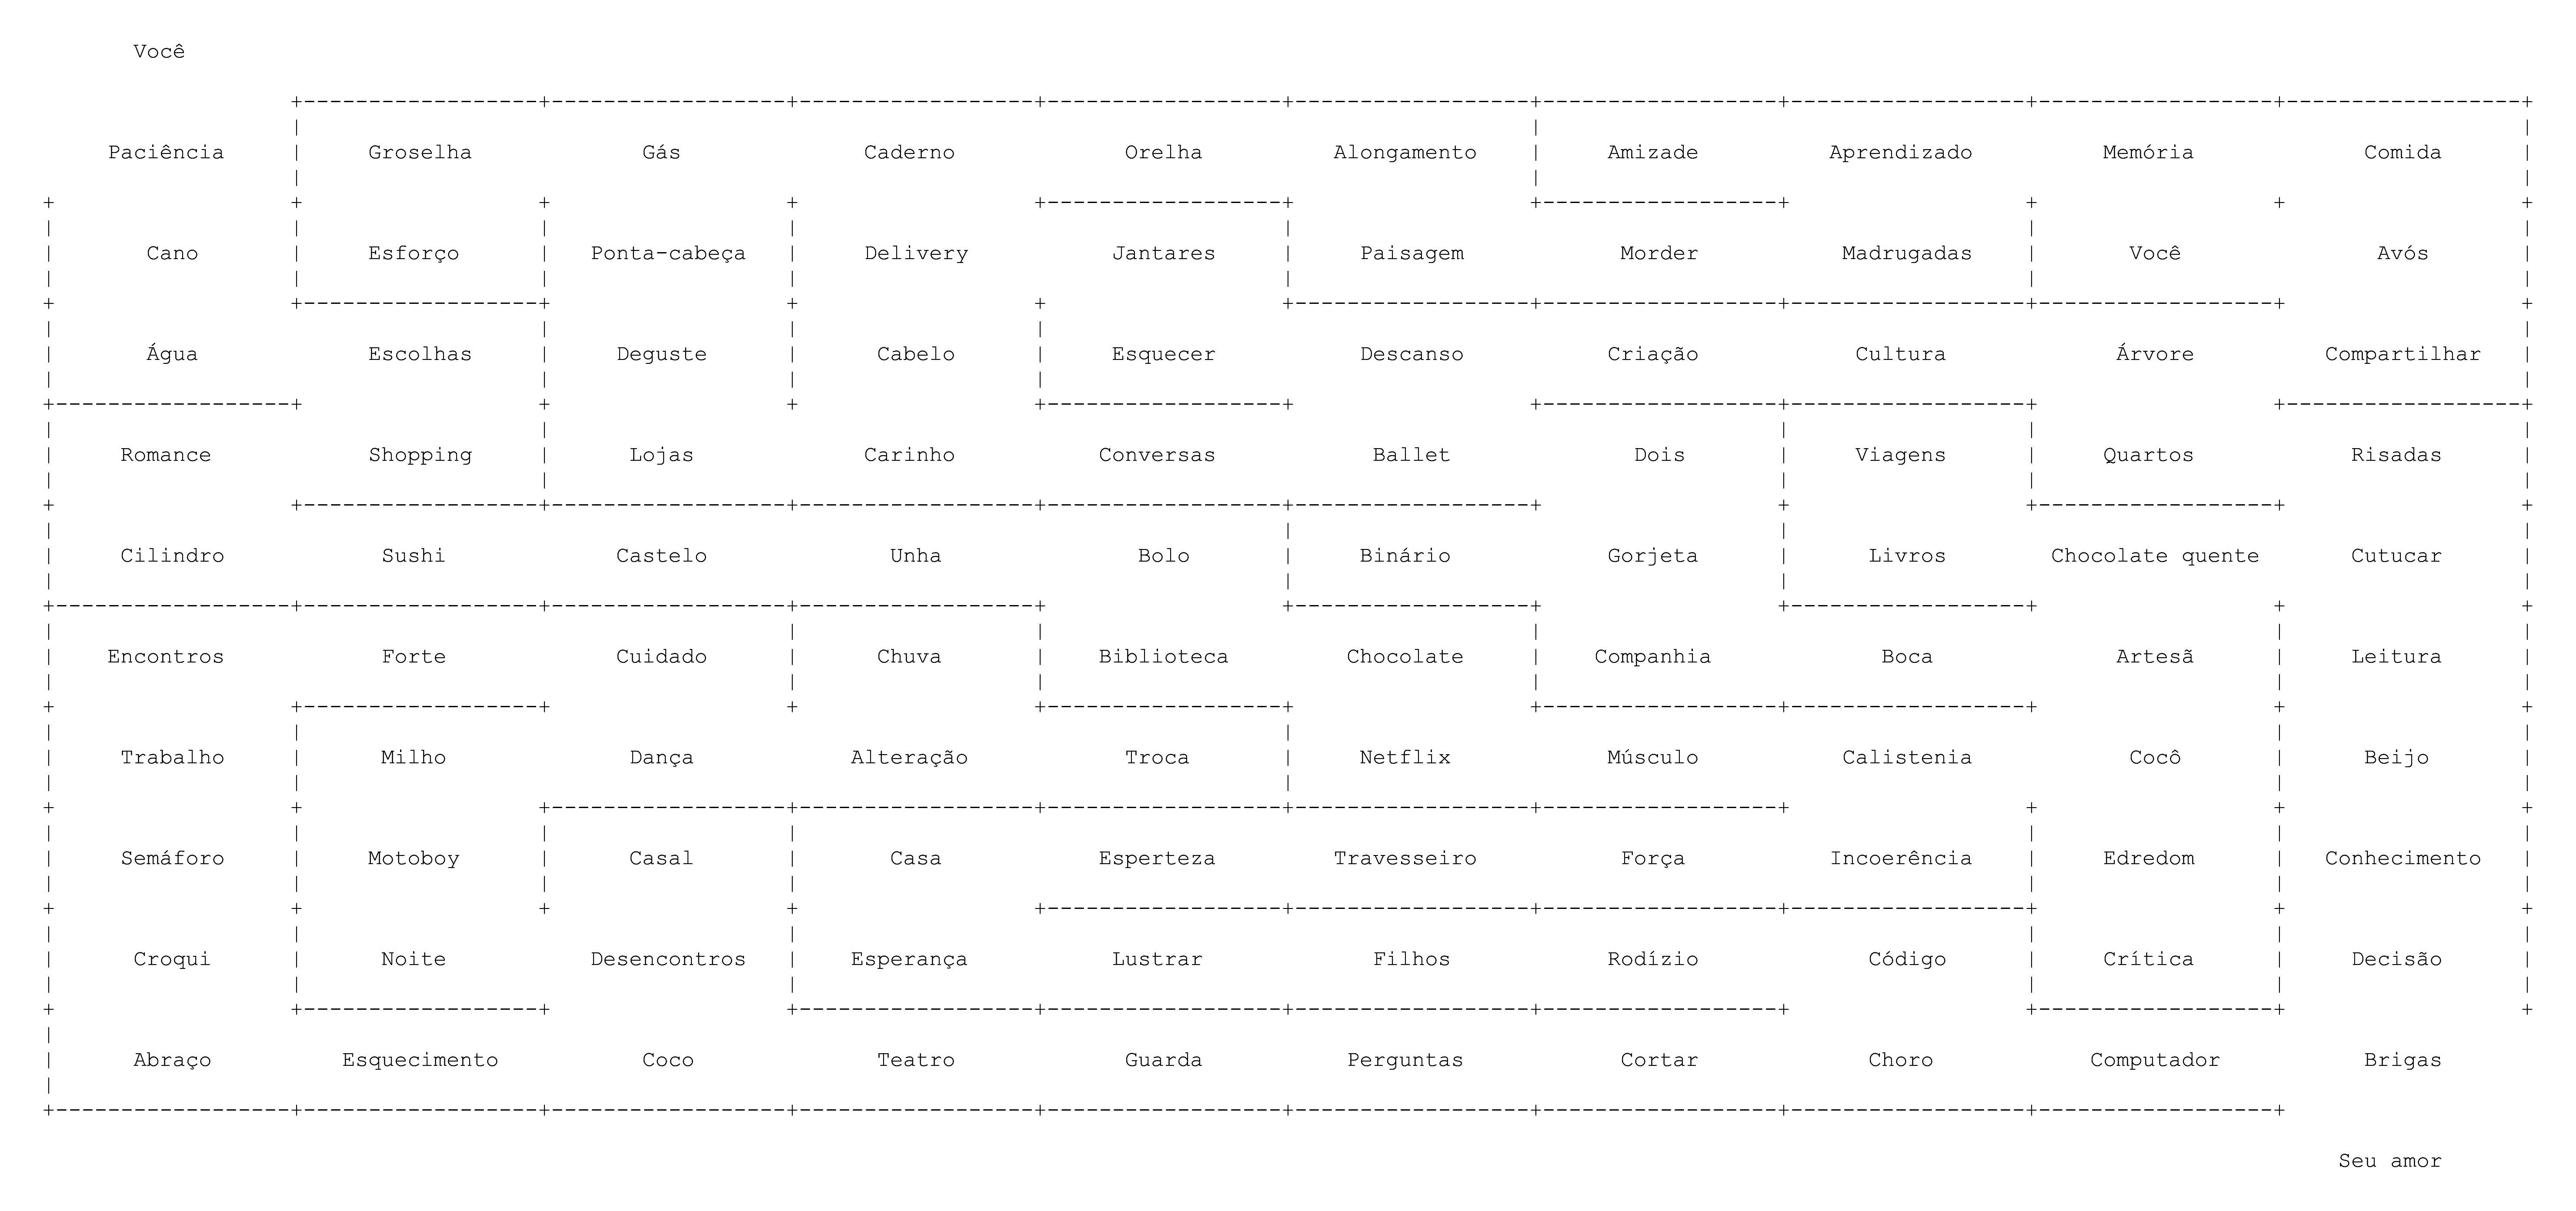 Você
Paciência Groselha Gás Caderno Orelha Alongamento Amizade Aprendizado Memória Comida
Cano Esforço Ponta-cabeça Delivery Jantares Paisagem Morder Madrugadas Você Avós
Água Escolhas Deguste Cabelo Esquecer Descanso Criação Cultura Árvore Compartilhar
Romance Shopping Lojas Carinho Conversas Ballet Dois Viagens Quartos Risadas
Cilindro Sushi Castelo Unha Bolo Binário Gorjeta Livros Chocolate quente Cutucar
Encontros Forte Cuidado Chuva Biblioteca Chocolate Companhia Boca Artesã Leitura
Trabalho Milho Dança Alteração Troca Netflix Músculo Calistenia Cocô Beijo
Semáforo Motoboy Casal Casa Esperteza Travesseiro Força Incoerência Edredom Conhecimento
Croqui Noite Desencontros Esperança Lustrar Filhos Rodízio Código Crítica Decisão
Abraço Esquecimento Coco Teatro Guarda Perguntas Cortar Choro Computador Brigas
Seu amor